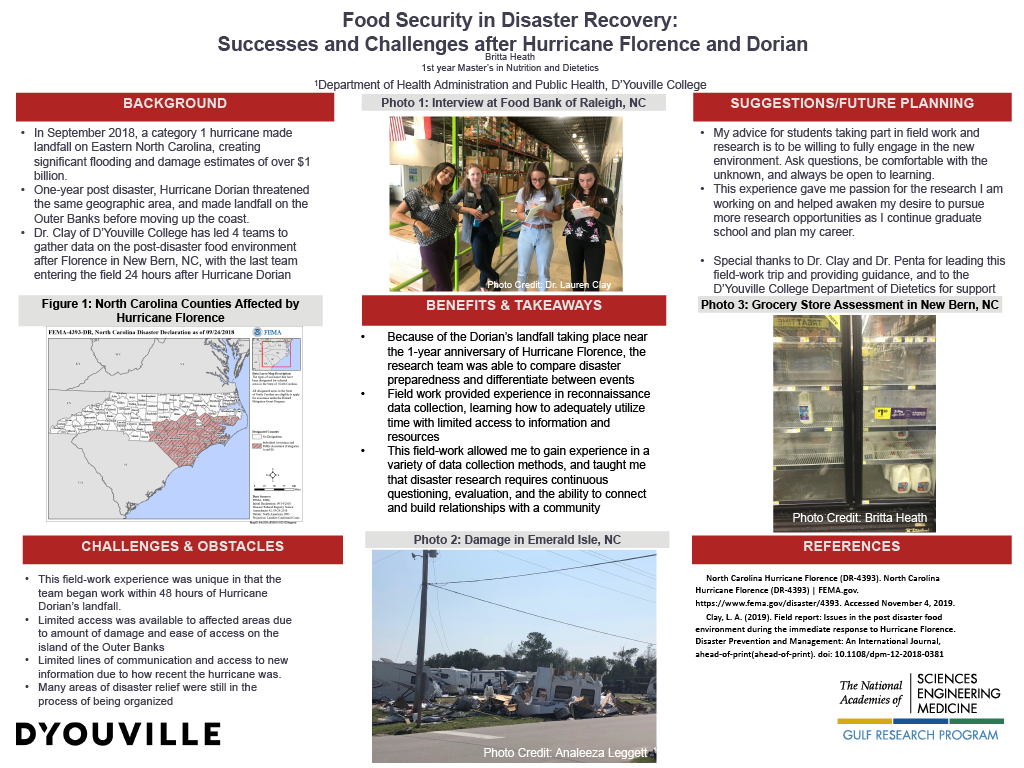 Food Security in Disaster Recovery:
Successes and Challenges after Hurricane Florence and Dorian
Britta Heath
1st year Master's in Nutrition and Dietetics
¹Department of Health Administration and Public Health, D'Youville College
BACKGROUND
• In September 2018, a category 1 hurricane made
landfall on Eastern North Carolina, creating
significant flooding and damage estimates of over $1
billion.
• One-year post disaster, Hurricane Dorian threatened
the same geographic area, and made landfall on the
Outer Banks before moving up the coast.
• Dr. Clay of D'Youville College has led 4 teams to
gather data on the post-disaster food environment
after Florence in New Bern, NC, with the last team
entering the field 24 hours after Hurricane Dorian
Figure 1: North Carolina Counties Affected by
Hurricane Florence
FEMA-4393-DR, North Carolina Disaster Declaration as of 09/24/2018
FEMA
CHALLENGES & OBSTACLES
• This field-work experience was unique in that the
team began work within 48 hours of Hurricane
Dorian's landfall.
• Limited access was available to affected areas due
to amount of damage and ease of access on the
island of the Outer Banks
• Limited lines of communication and access to new
information due to how recent the hurricane was.
• Many areas of disaster relief were still in the
process of being organized
DYOUVILLE
Photo 1: Interview at Food Bank of Raleigh, NC
Photo Credit: Dr. Lauren Clay
BENEFITS & TAKEAWAYS
• Because of the Dorian's landfall taking place near
the 1-year anniversary of Hurricane Florence, the
research team was able to compare disaster
preparedness and differentiate between events
• Field work provided experience in reconnaissance
data collection, learning how to adequately utilize
time with limited access to information and
resources
• This field-work allowed me to gain experience in a
variety of data collection methods, and taught me
that disaster research requires continuous
questioning, evaluation, and the ability to connect
and build relationships with a community
Photo 2: Damage in Emerald Isle, NC
Photo Credit: Analeeza Leggett
SUGGESTIONS/FUTURE PLANNING
• My advice for students taking part in field work and
research is to be willing to fully engage in the new
environment. Ask questions, be comfortable with the
unknown, and always be open to learning.
• This experience gave me passion for the research I am
working on and helped awaken my desire to pursue
more research opportunities as I continue graduate
school and plan my career.
• Special thanks to Dr. Clay and Dr. Penta for leading this
field-work trip and providing guidance, and to the
D'Youville College Department of Dietetics for support
Photo 3: Grocery Store Assessment in New Bern, NC
Photo Credit: Britta Heath
REFERENCES
North Carolina Hurricane Florence (DR-4393). North Carolina
Hurricane Florence (DR-4393) | FEMA.gov.
https://www.fema.gov/disaster/4393. Accessed November 4, 2019.
Clay, L. A. (2019). Field report: Issues in the post disaster food
environment during the immediate response to Hurricane Florence.
Disaster Prevention and Management: An International Journal,
ahead-of-print(ahead-of-print). doi: 10.1108/dpm-12-2018-0381
The National
Academies of
SCIENCES
ENGINEERING
MEDICINE
GULF RESEARCH PROGRAM